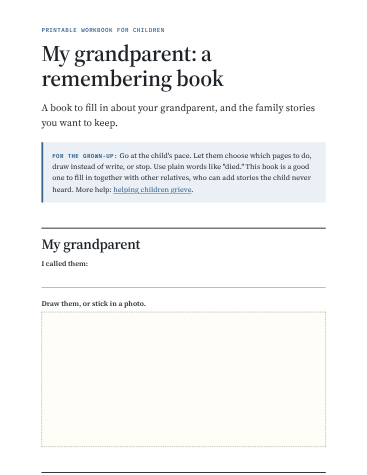 PRINTABLE WORKBOOK FOR CHILDREN
My grandparent: a
remembering book
A book to fill in about your grandparent, and the family stories
you want to keep.
FOR THE GROWN-UP: Go at the child's pace. Let them choose which pages to do,
draw instead of write, or stop. Use plain words like "died." This book is a good
one to fill in together with other relatives, who can add stories the child never
heard. More help: helping children grieve.
My grandparent
I called them:
Draw them, or stick in a photo.